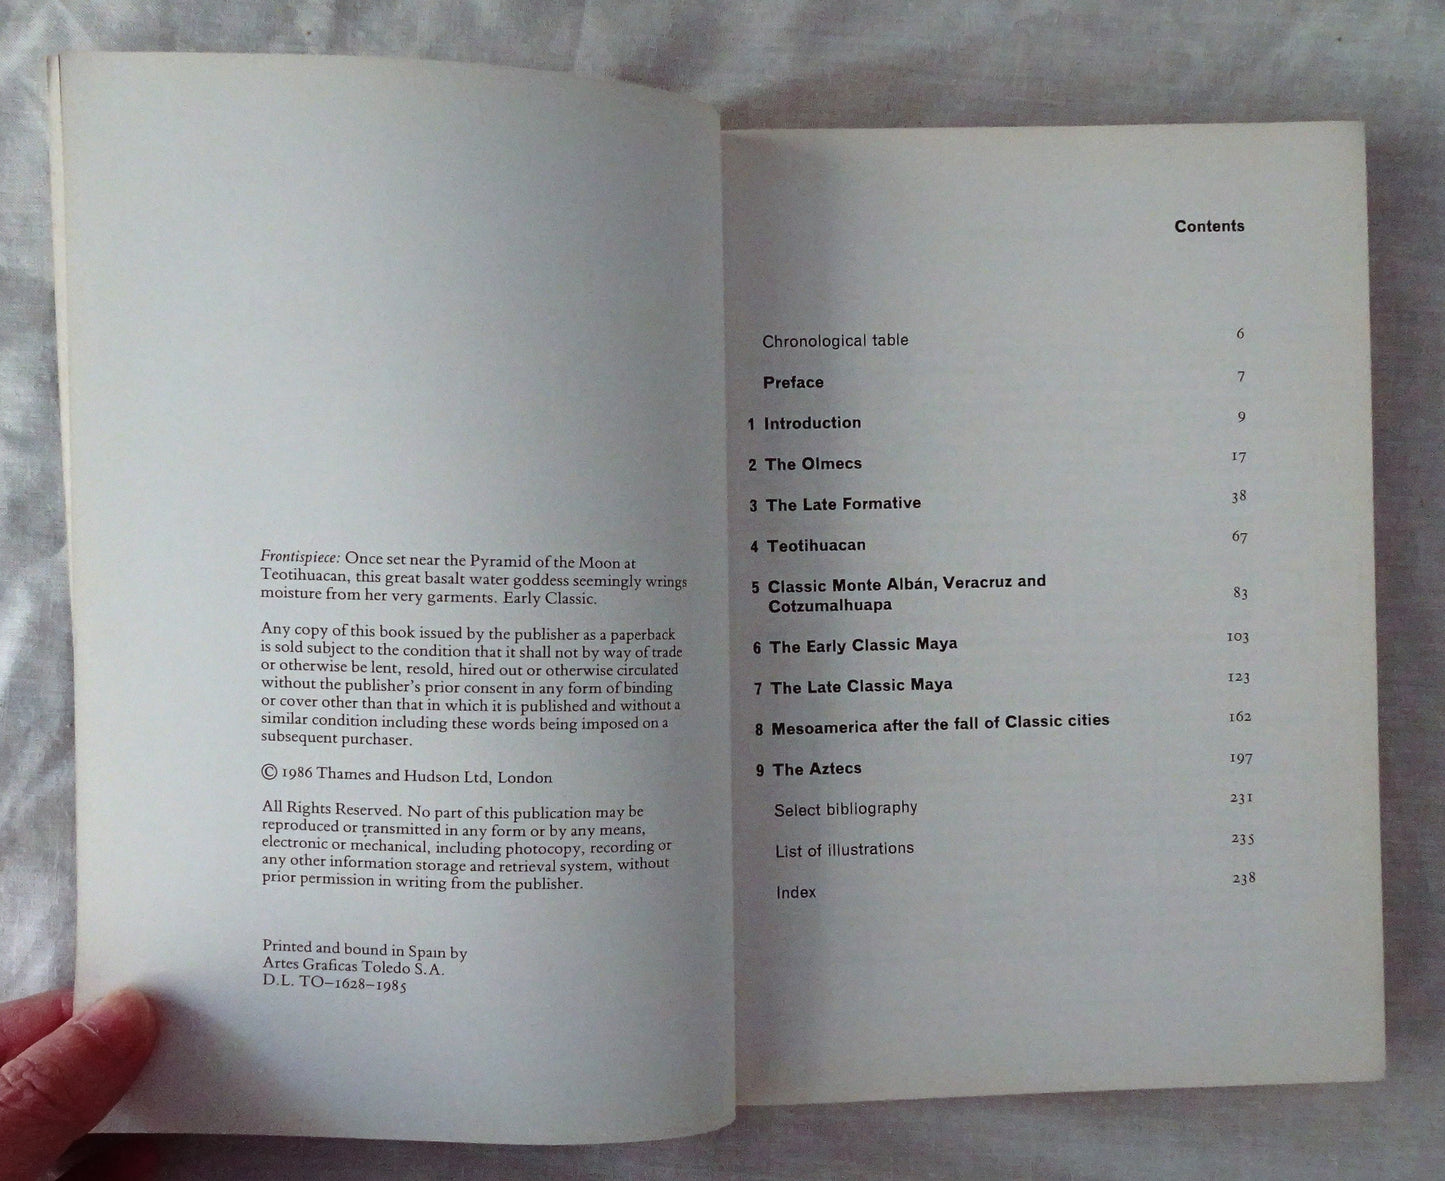 Frontispiece: Once set near the Pyramid of the Moon at
Teotihuacan, this great basalt water goddess seemingly wrings
moisture from her very garments. Early Classic.
Any copy of this book issued by the publisher as a paperback
is sold subject to the condition that it shall not by way of trade
or otherwise be lent, resold, hired out or otherwise circulated
without the publisher's prior consent in any form of binding
or cover other than that in which it is published and without a
similar condition including these words being imposed on a
subsequent purchaser.
© 1986 Thames and Hudson Ltd, London
All Rights Reserved. No part of this publication may be
reproduced or transmitted in any form or by any means,
electronic or mechanical, including photocopy, recording or
any other information storage and retrieval system, without
prior permission in writing from the publisher.
Printed and bound in Spain by
Artes Graficas Toledo S.A.
D.L. TO–1628–1985
Contents
Chronological table 6
Preface 7
1 Introduction 9
2 The Olmecs 17
3 The Late Formative 38
4 Teotihuacan 67
5 Classic Monte Albán, Veracruz and
Cotzumalhuapa 83
6 The Early Classic Maya 103
7 The Late Classic Maya 123
8 Mesoamerica after the fall of Classic cities 162
9 The Aztecs 197
Select bibliography 231
List of illustrations 235
Index 238